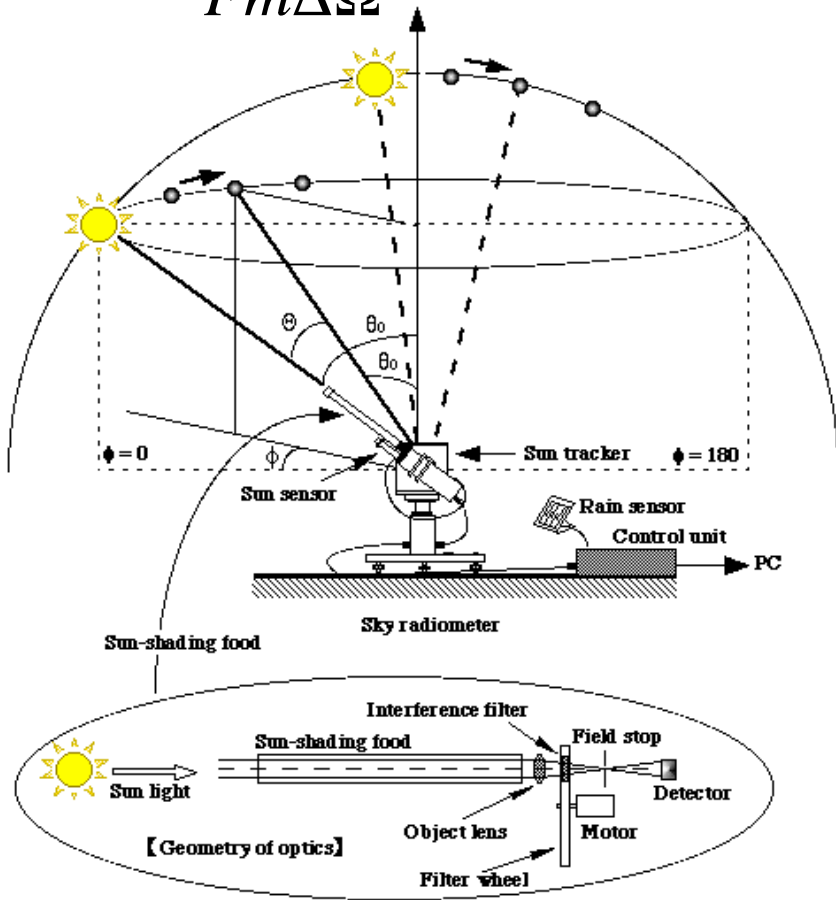 FmΔΩ
Θ
θ₀
θ₀
ϕ = 0
ϕ
Sun tracker
ϕ = 180
Sun sensor
Rain sensor
Control unit
PC
Sky radiometer
Sun-shading food
Interference filter
Sun-shading food
Field stop
Sun light
Detector
Object lens
Motor
【Geometry of optics】
Filter wheel